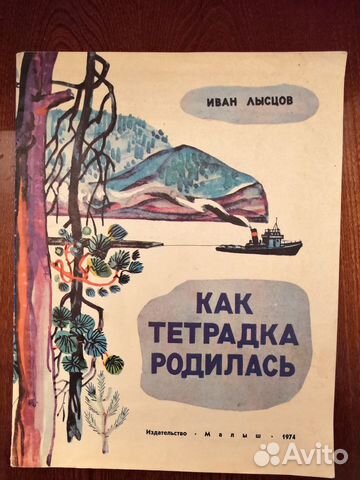 ИВАН ЛЫСЦОВ
КАК
ТЕТРАДКА
РОДИЛАСЬ
Издательство · Малыш · 1974
Avito